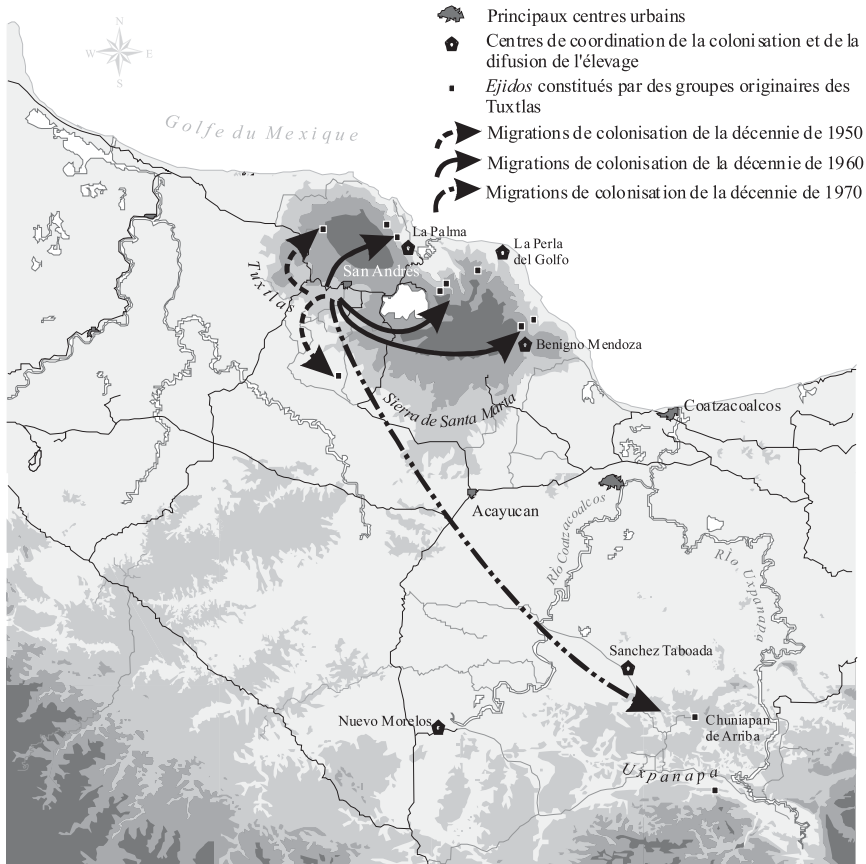 Principaux centres urbains
Centres de coordination de la colonisation et de la
difusion de l'élevage
Ejidos constitués par des groupes originaires des
Tuxtlas
Migrations de colonisation de la décennie de 1950
Migrations de colonisation de la décennie de 1960
Migrations de colonisation de la décennie de 1970
N
W
E
S
Golfe du Mexique
La Palma
La Perla
del Golfo
San Andrés
Tuxtlas
Benigno Mendoza
Sierra de Santa Marta
Coatzacoalcos
Acayucan
Río Coatzacoalcos
Río Uxpanapa
Sanchez Taboada
Nuevo Morelos
Chuniapan
de Arriba
Uxpanapa